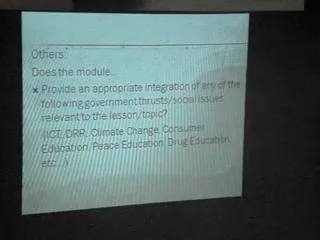 Others:
Does the module...
× Provide an appropriate integration of any of the
following government thrusts/social issues
relevant to the lesson/topic?
(ICT, DRR, Climate Change, Consumer
Education, Peace Education, Drug Education,
etc...)